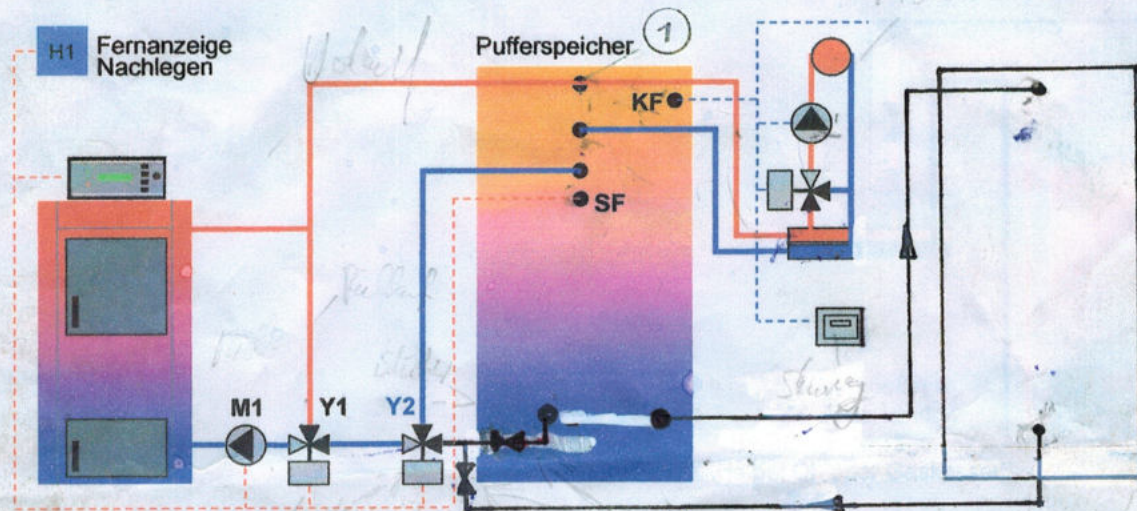 H1
Fernanzeige
Nachlegen
Pufferspeicher
1
KF
SF
M1
Y1
Y2